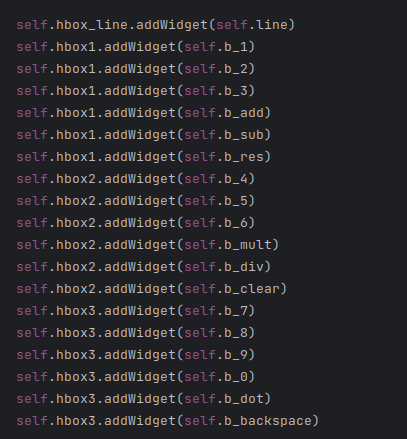 self.hbox_line.addWidget(self.line)
self.hbox1.addWidget(self.b_1)
self.hbox1.addWidget(self.b_2)
self.hbox1.addWidget(self.b_3)
self.hbox1.addWidget(self.b_add)
self.hbox1.addWidget(self.b_sub)
self.hbox1.addWidget(self.b_res)
self.hbox2.addWidget(self.b_4)
self.hbox2.addWidget(self.b_5)
self.hbox2.addWidget(self.b_6)
self.hbox2.addWidget(self.b_mult)
self.hbox2.addWidget(self.b_div)
self.hbox2.addWidget(self.b_clear)
self.hbox3.addWidget(self.b_7)
self.hbox3.addWidget(self.b_8)
self.hbox3.addWidget(self.b_9)
self.hbox3.addWidget(self.b_0)
self.hbox3.addWidget(self.b_dot)
self.hbox3.addWidget(self.b_backspace)